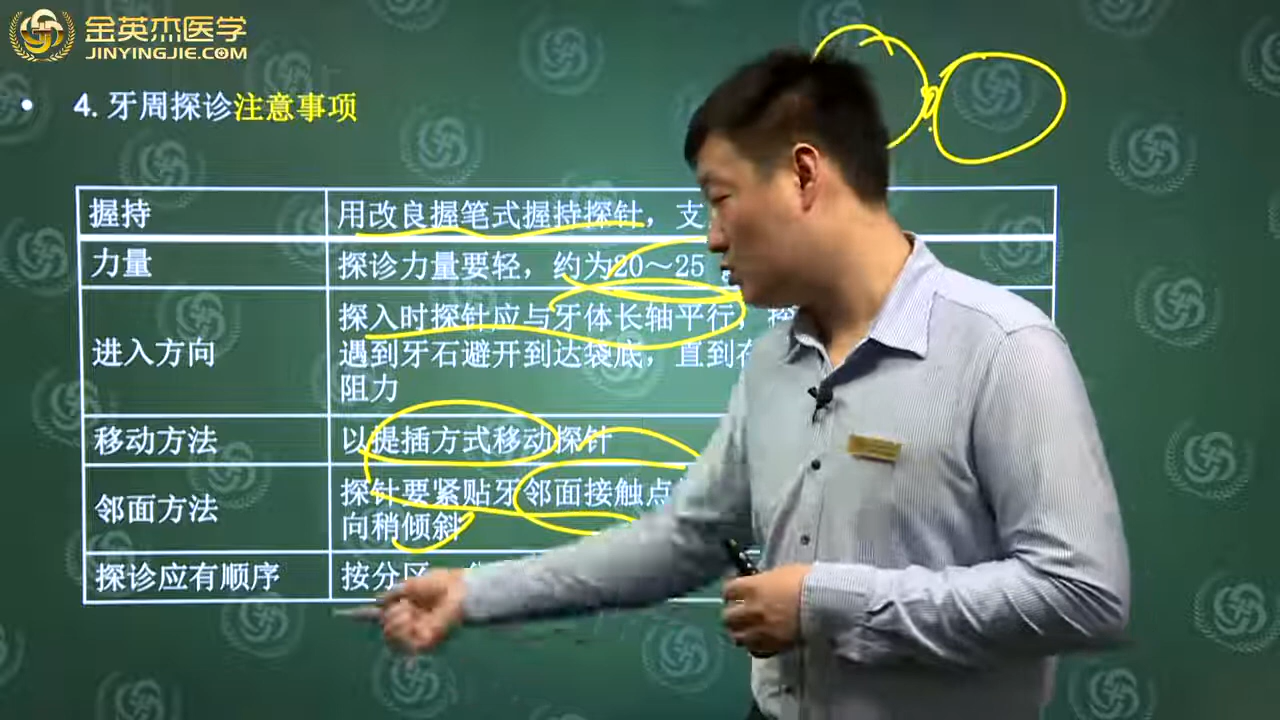 金英杰医学
JINYINGJIE.COM
• 4. 牙周探诊注意事项
握持
用改良握笔式握持探针，支
力量
探诊力量要轻，约为20～25
进入方向
探入时探针应与牙体长轴平行，
遇到牙石避开到达袋底，直到在
阻力
移动方法
以提插方式移动探针
邻面方法
探针要紧贴牙邻面接触点
向稍倾斜
探诊应有顺序
按分区